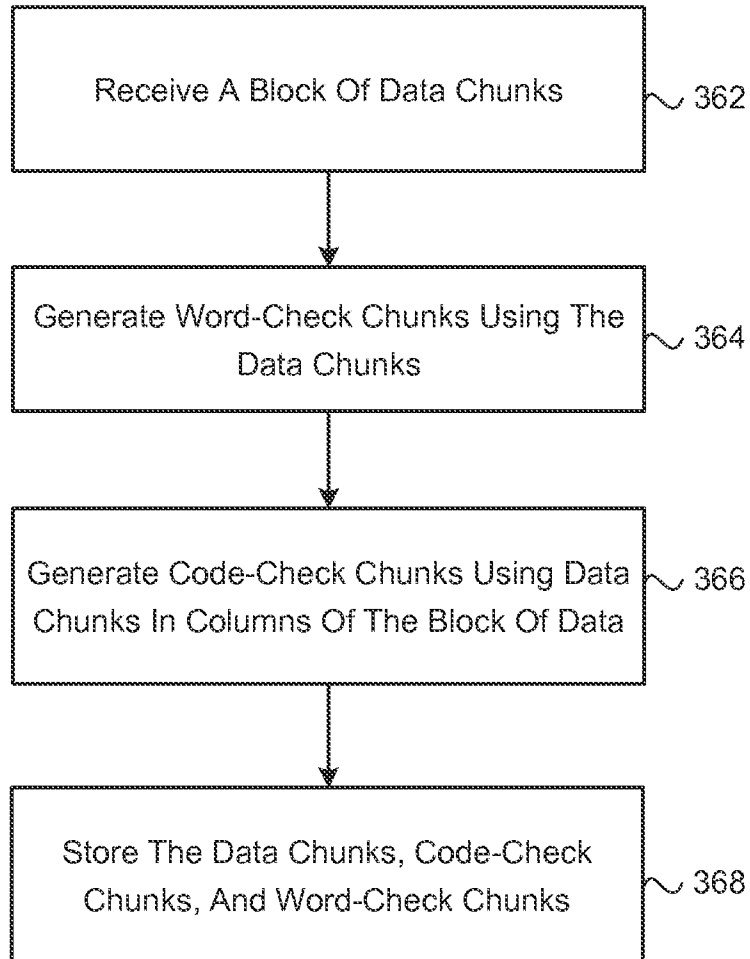 Receive A Block Of Data Chunks
362
Generate Word-Check Chunks Using The
Data Chunks
364
Generate Code-Check Chunks Using Data
Chunks In Columns Of The Block Of Data
366
Store The Data Chunks, Code-Check
Chunks, And Word-Check Chunks
368